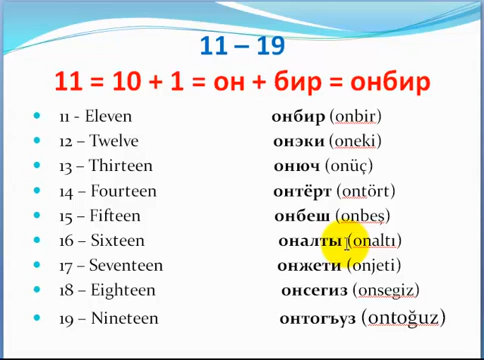 11 – 19
11 = 10 + 1 = он + бир = онбир
11 - Eleven онбир (onbir)
12 – Twelve онэки (oneki)
13 – Thirteen онюч (onüç)
14 – Fourteen онтёрт (ontört)
15 – Fifteen онбеш (onbeş)
16 – Sixteen оналты (onaltı)
17 – Seventeen онжети (onjeti)
18 – Eighteen онсегиз (onsegiz)
19 – Nineteen онтогъуз (ontoğuz)